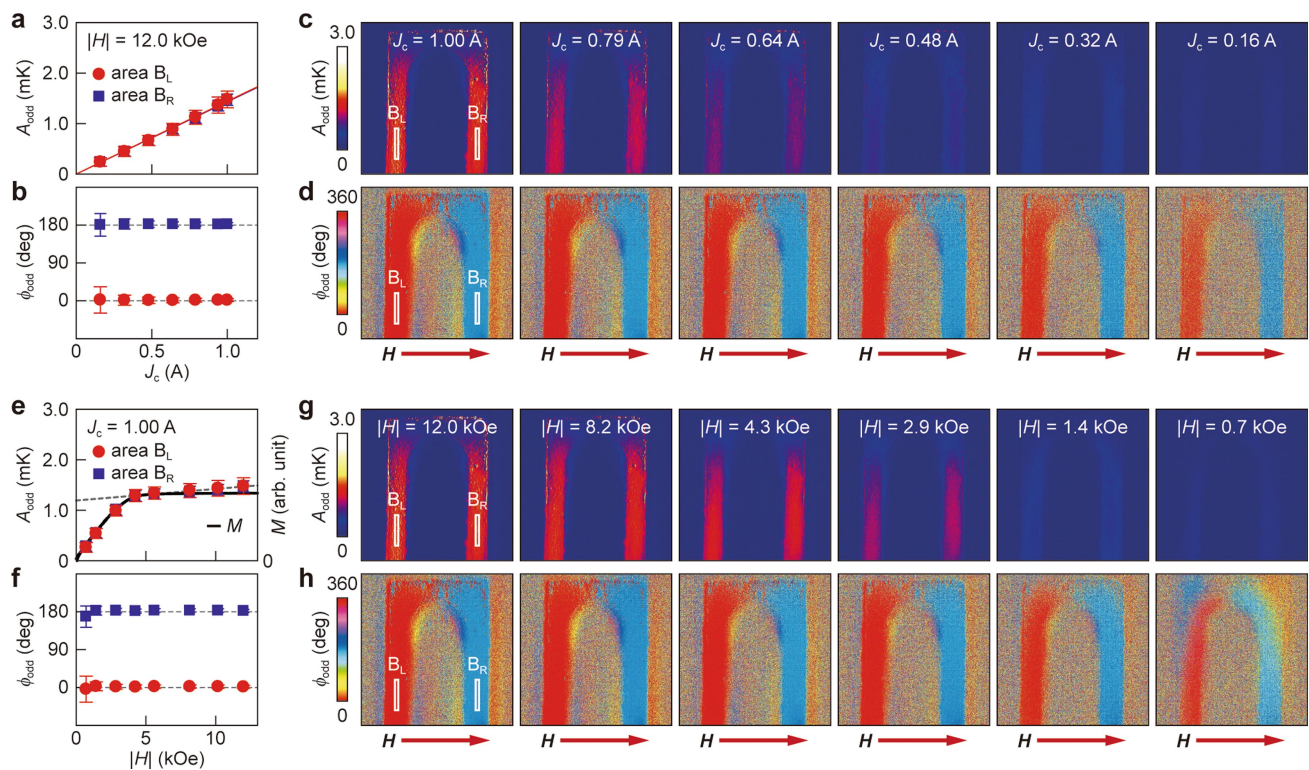 a
3.0
2.0
1.0
0
A_odd (mK)
|H| = 12.0 kOe
area B_L
area B_R
b
180
90
0
ϕ_odd (deg)
0 0.5 1.0
J_c (A)
c
3.0
0
A_odd (mK)
J_c = 1.00 A
J_c = 0.79 A
J_c = 0.64 A
J_c = 0.48 A
J_c = 0.32 A
J_c = 0.16 A
B_L
B_R
d
360
0
ϕ_odd (deg)
B_L
B_R
H
H
H
H
H
H
e
3.0
2.0
1.0
0
A_odd (mK)
J_c = 1.00 A
area B_L
area B_R
M
M (arb. unit)
0
f
180
90
0
ϕ_odd (deg)
0 5 10
|H| (kOe)
g
3.0
0
A_odd (mK)
|H| = 12.0 kOe
|H| = 8.2 kOe
|H| = 4.3 kOe
|H| = 2.9 kOe
|H| = 1.4 kOe
|H| = 0.7 kOe
B_L
B_R
h
360
0
ϕ_odd (deg)
B_L
B_R
H
H
H
H
H
H